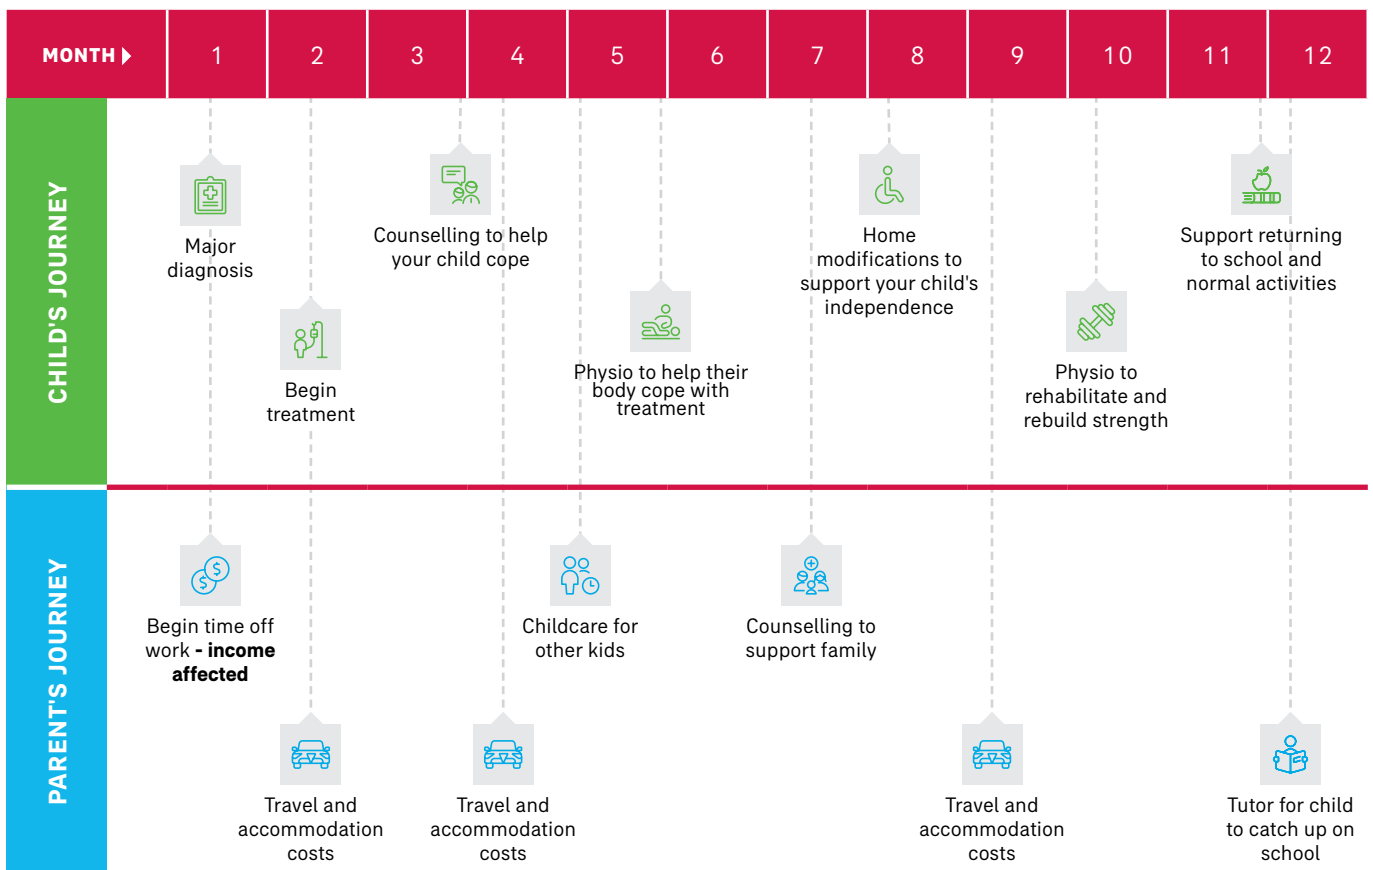 MONTH
1
2
3
4
5
6
7
8
9
10
11
12
CHILD'S JOURNEY
Major
diagnosis
Begin
treatment
Counselling to help
your child cope
Physio to help their
body cope with
treatment
Home
modifications to
support your child's
independence
Physio to
rehabilitate and
rebuild strength
Support returning
to school and
normal activities
PARENT'S JOURNEY
Begin time off
work - income
affected
Travel and
accommodation
costs
Travel and
accommodation
costs
Childcare for
other kids
Counselling to
support family
Travel and
accommodation
costs
Tutor for child
to catch up on
school